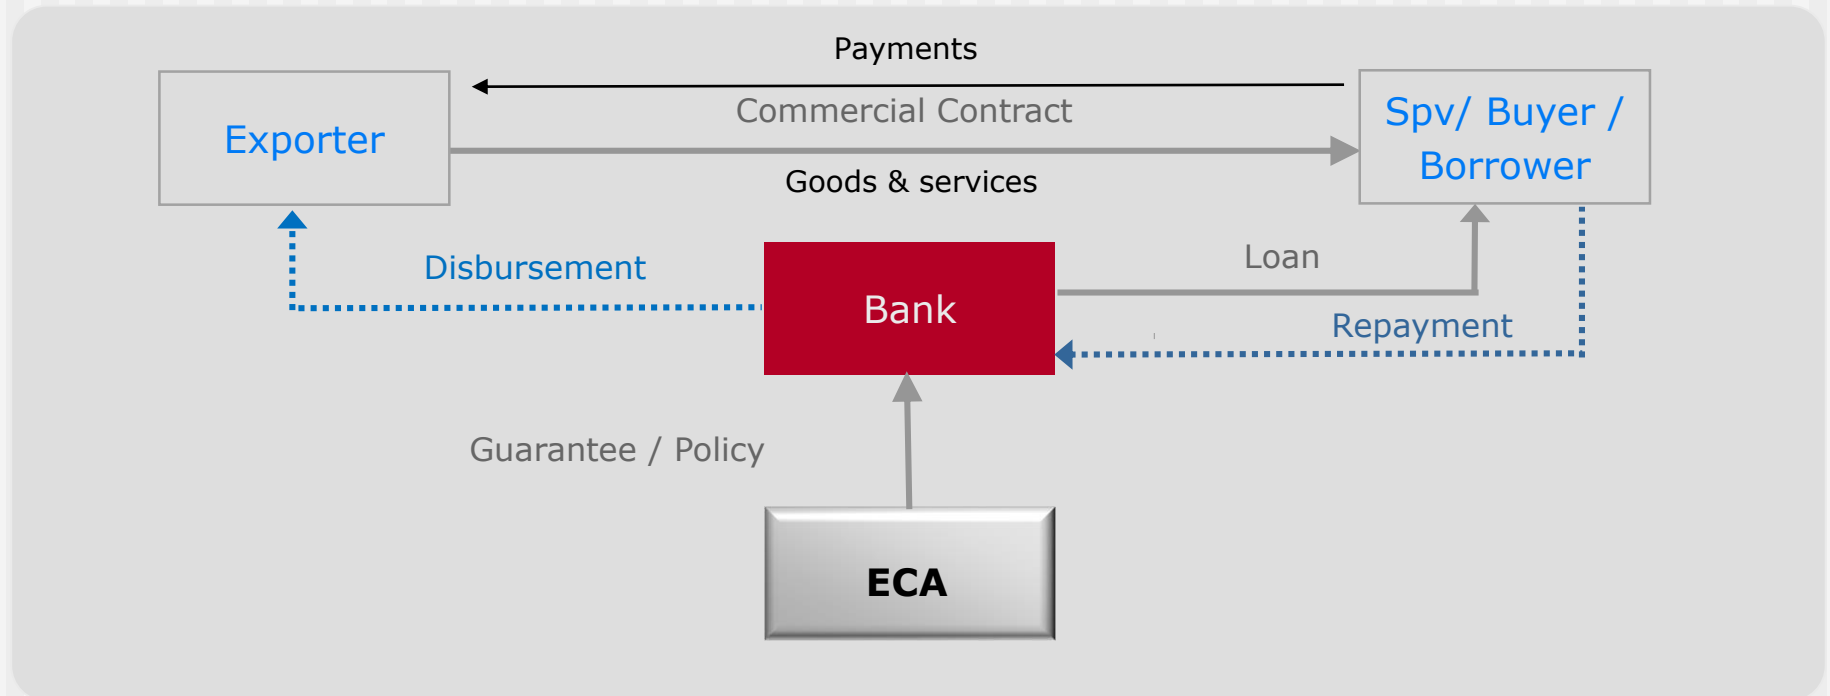 Payments
Exporter
Commercial Contract
Spv/ Buyer /
Borrower
Goods & services
Disbursement
Bank
Loan
Repayment
Guarantee / Policy
ECA